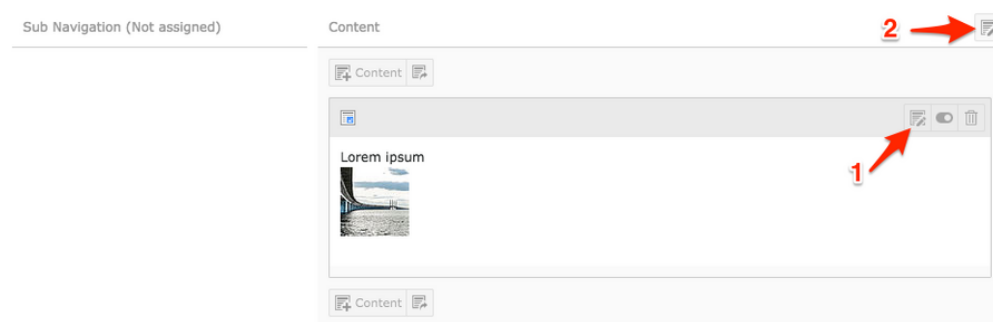 Sub Navigation (Not assigned)
Content
2
Content
1
Lorem ipsum
Content